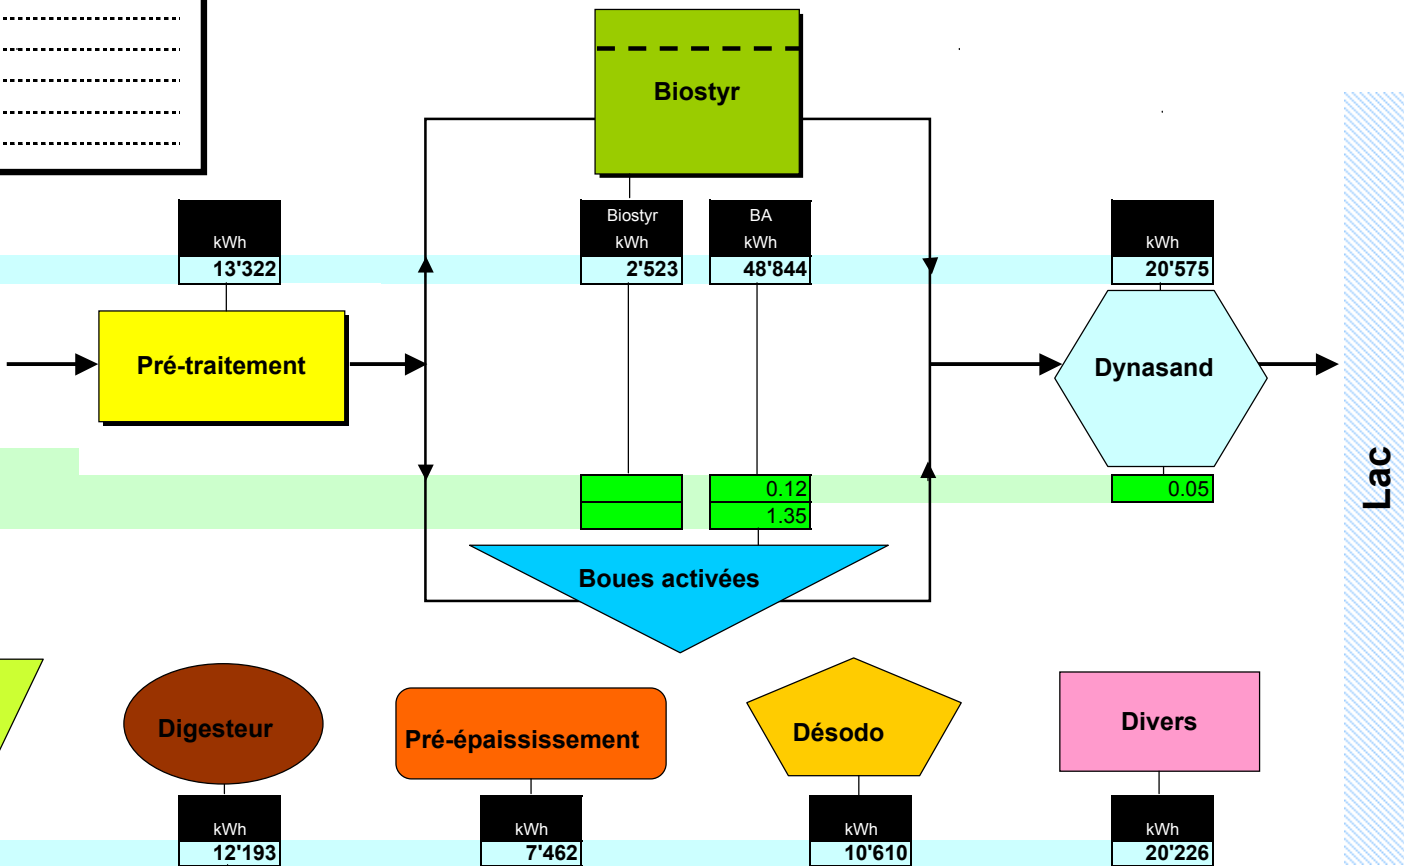 Biostyr
kWh
13'322
Biostyr
kWh
2'523
BA
kWh
48'844
kWh
20'575
Pré-traitement
Dynasand
0.12
1.35
0.05
Lac
Boues activées
Digesteur
Pré-épaississement
Désodo
Divers
kWh
12'193
kWh
7'462
kWh
10'610
kWh
20'226